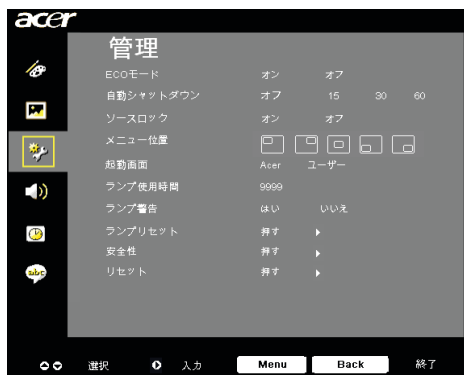 acer
管理
ECOモード オン オフ
自動シャットダウン オフ 15 30 60
ソースロック オン オフ
メニュー位置
起動画面 Acer ユーザー
ランプ使用時間 9999
ランプ警告 はい いいえ
ランプリセット 押す
安全性 押す
リセット 押す
abc
選択 入力 Menu Back 終了